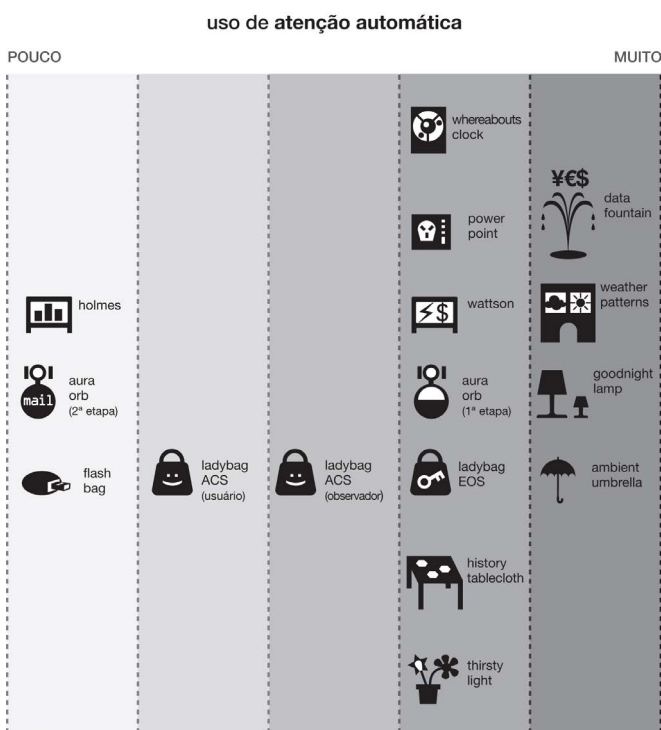 uso de atenção automática
POUCO
MUITO
whereabouts
clock
¥€$
data
fountain
power
point
weather
patterns
holmes
⚡$
wattson
goodnight
lamp
mail
aura
orb
(2ª etapa)
aura
orb
(1ª etapa)
flash
bag
ladybag
ACS
(usuário)
ladybag
ACS
(observador)
ladybag
EOS
ambient
umbrella
history
tablecloth
thirsty
light